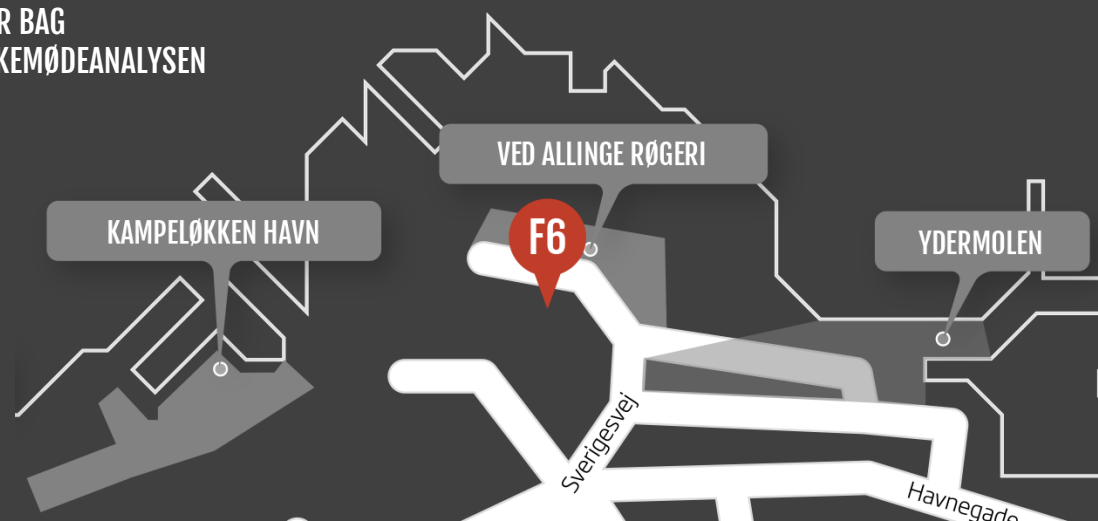 R BAG
KEMØDEANALYSEN
VED ALLINGE RØGERI
KAMPELØKKEN HAVN
F6
YDERMOLEN
Sverigesvej
Havnegade